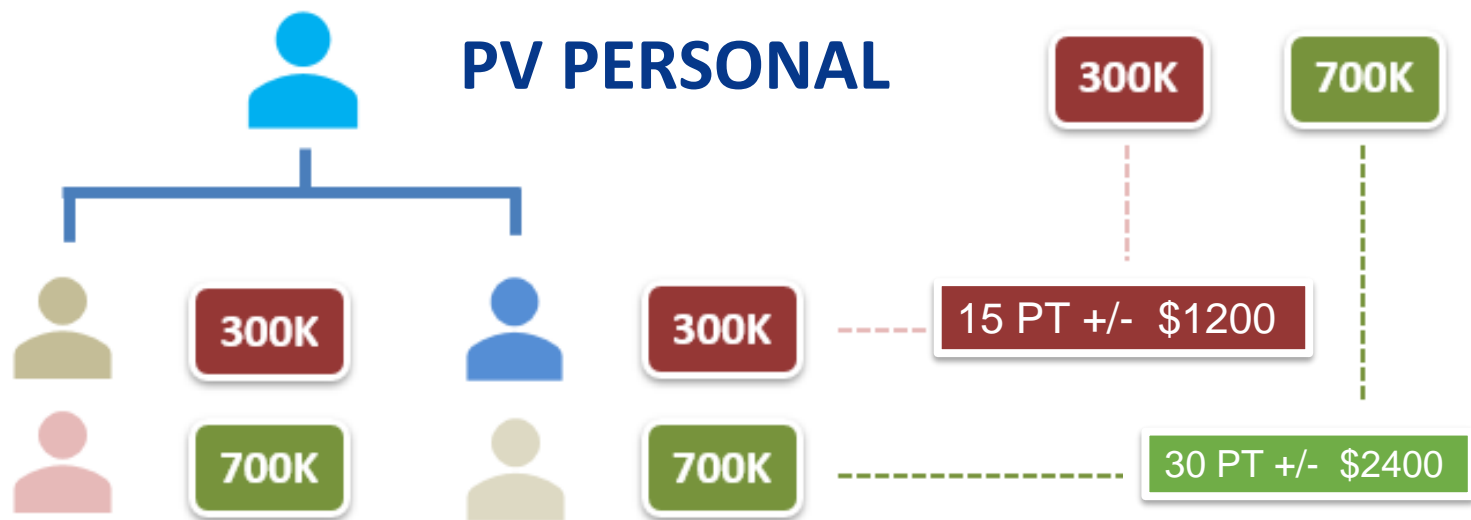 PV PERSONAL
300K
700K
300K
300K
15 PT +/- $1200
700K
700K
30 PT +/- $2400